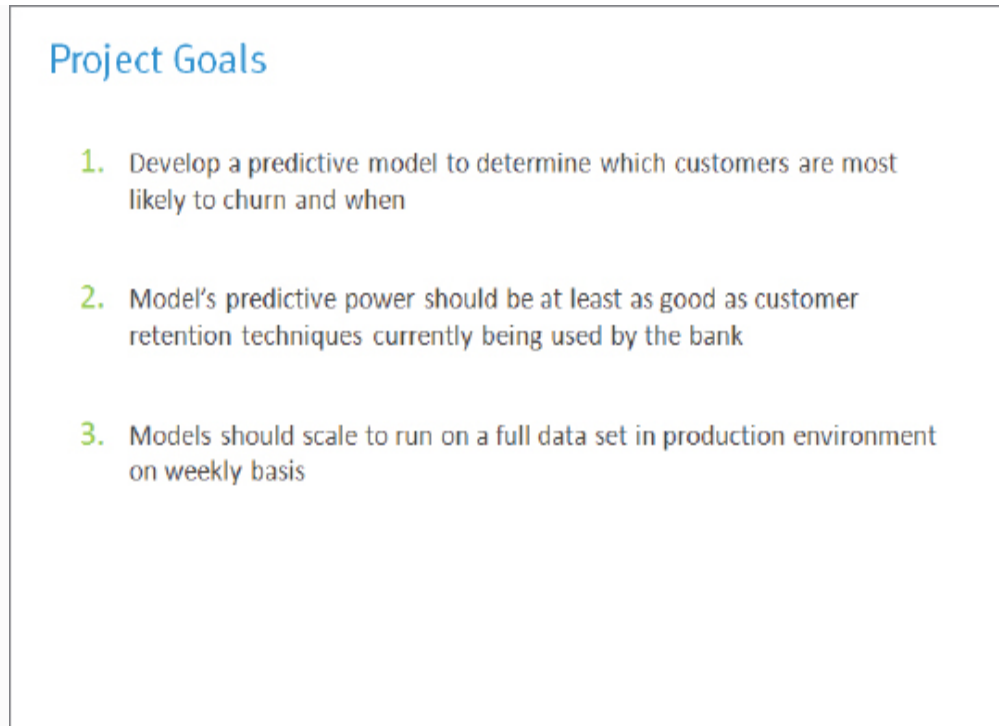 Project Goals
1. Develop a predictive model to determine which customers are most
likely to churn and when
2. Model's predictive power should be at least as good as customer
retention techniques currently being used by the bank
3. Models should scale to run on a full data set in production environment
on weekly basis